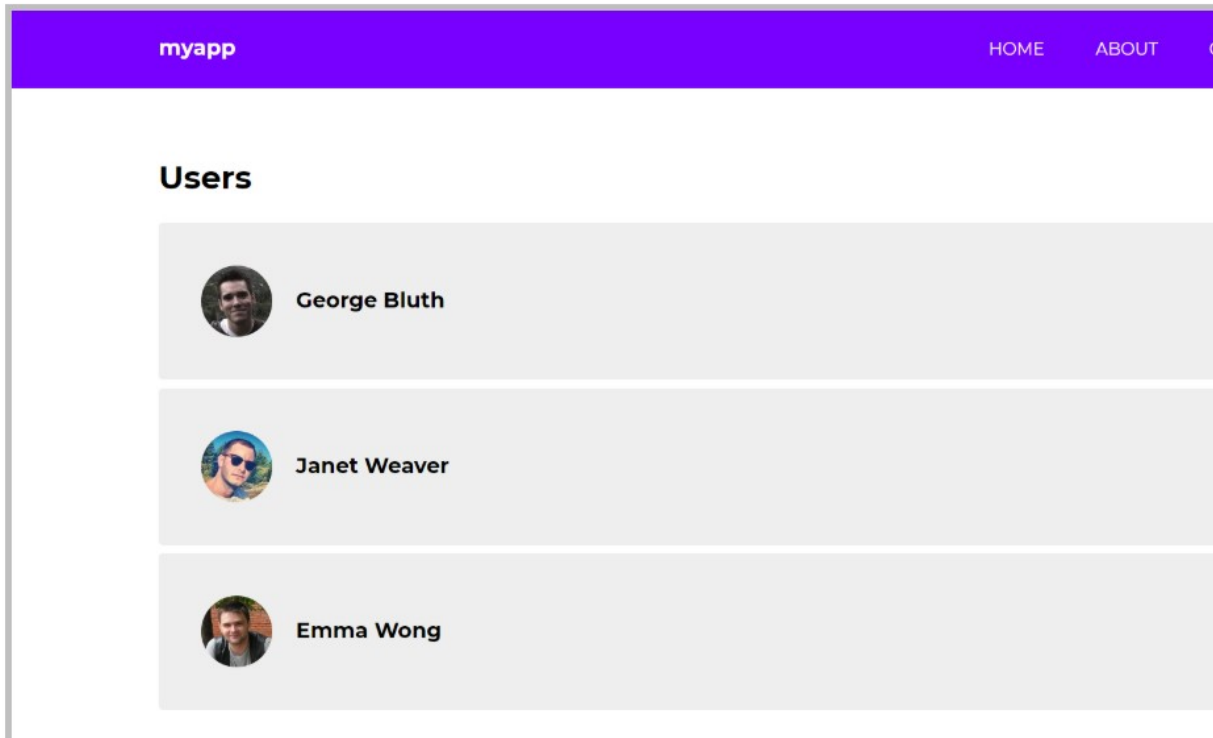 myapp
HOME ABOUT
Users
George Bluth
Janet Weaver
Emma Wong